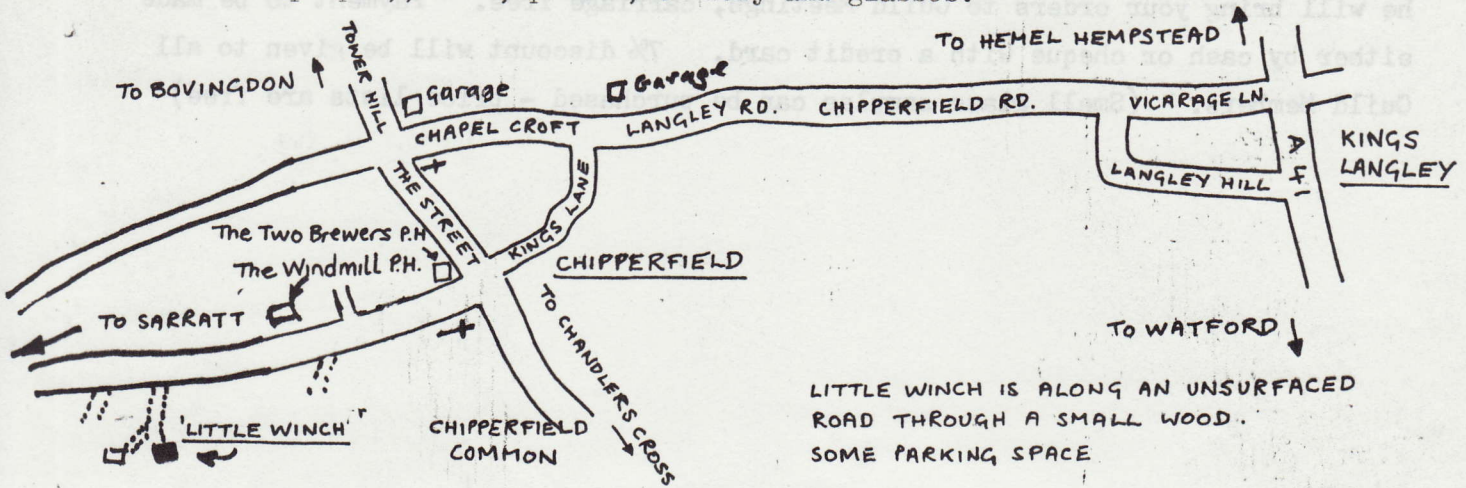 TO HEMEL HEMPSTEAD
TO BOVINGDON
TOWER HILL
Garage
Garage
CHAPEL CROFT
LANGLEY RD.
CHIPPERFIELD RD.
VICARAGE LN.
A41
KINGS
LANGLEY
LANGLEY HILL
THE STREET
KINGS LANE
The Two Brewers P.H
The Windmill P.H.
CHIPPERFIELD
TO SARRATT
TO CHANDLERS CROSS
TO WATFORD
'LITTLE WINCH'
CHIPPERFIELD
COMMON
LITTLE WINCH IS ALONG AN UNSURFACED
ROAD THROUGH A SMALL WOOD.
SOME PARKING SPACE
he will bring your orders to Guild Meetings, carriage free. Payment to be made
either by cash or cheque with a credit card. 7% discount will be given to all